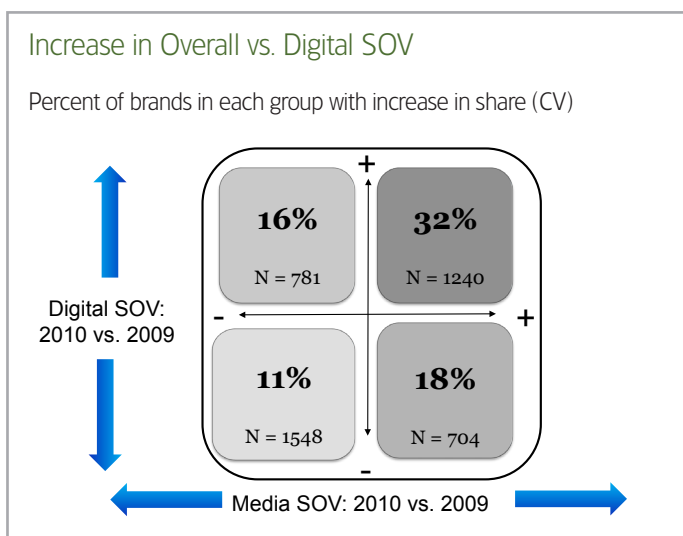 Increase in Overall vs. Digital SOV
Percent of brands in each group with increase in share (CV)
+
16%
32%
N = 781
N = 1240
Digital SOV:
2010 vs. 2009
-
+
11%
18%
N = 1548
N = 704
-
Media SOV: 2010 vs. 2009